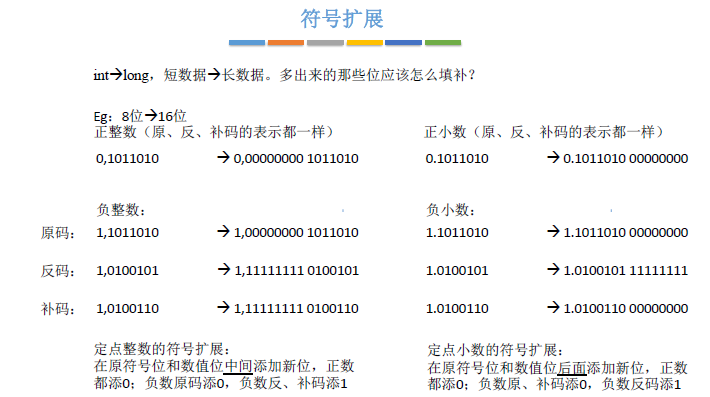 符号扩展
int→long，短数据→长数据。多出来的那些位应该怎么填补？
Eg：8位→16位
正整数（原、反、补码的表示都一样）
正小数（原、反、补码的表示都一样）
0,1011010 → 0,00000000 1011010
0.1011010 → 0.1011010 00000000
负整数：
负小数：
原码： 1,1011010 → 1,00000000 1011010
1.1011010 → 1.1011010 00000000
反码： 1,0100101 → 1,11111111 0100101
1.0100101 → 1.0100101 11111111
补码： 1,0100110 → 1,11111111 0100110
1.0100110 → 1.0100110 00000000
定点整数的符号扩展：
在原符号位和数值位中间添加新位，正数
都添0；负数原码添0，负数反、补码添1
定点小数的符号扩展：
在原符号位和数值位后面添加新位，正数
都添0；负数原、补码添0，负数反码添1